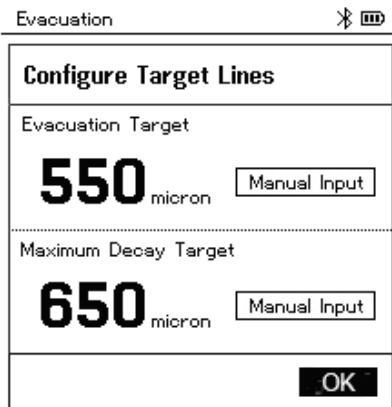 Evacuation
Configure Target Lines
Evacuation Target
550 micron Manual Input
Maximum Decay Target
650 micron Manual Input
OK